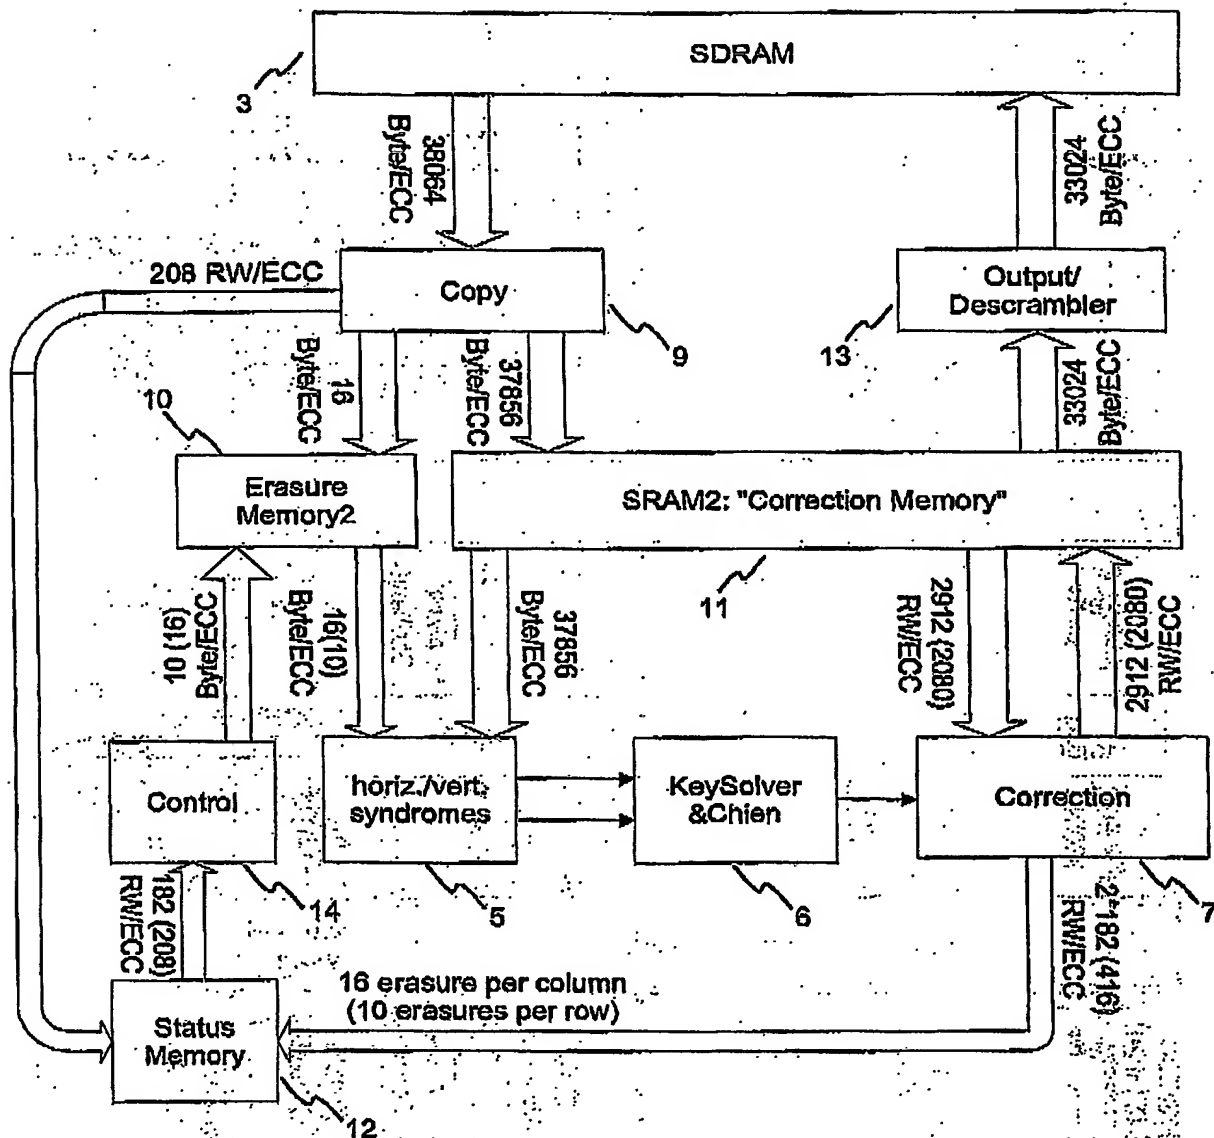 SDRAM
3
38064
Byte/ECC
33024
Byte/ECC
208 RW/ECC
Copy
9
Output/
Descrambler
13
16
Byte/ECC
37856
Byte/ECC
33024
Byte/ECC
10
Erasure
Memory2
SRAM2: "Correction Memory"
11
10 (16)
Byte/ECC
16(10)
Byte/ECC
37856
Byte/ECC
2912 (2080)
RW/ECC
2912 (2080)
RW/ECC
Control
14
horiz./vert.
syndromes
5
KeySolver
&Chien
6
Correction
7
182 (208)
RW/ECC
2*182 (416)
RW/ECC
16 erasure per column
(10 erasures per row)
Status
Memory
12